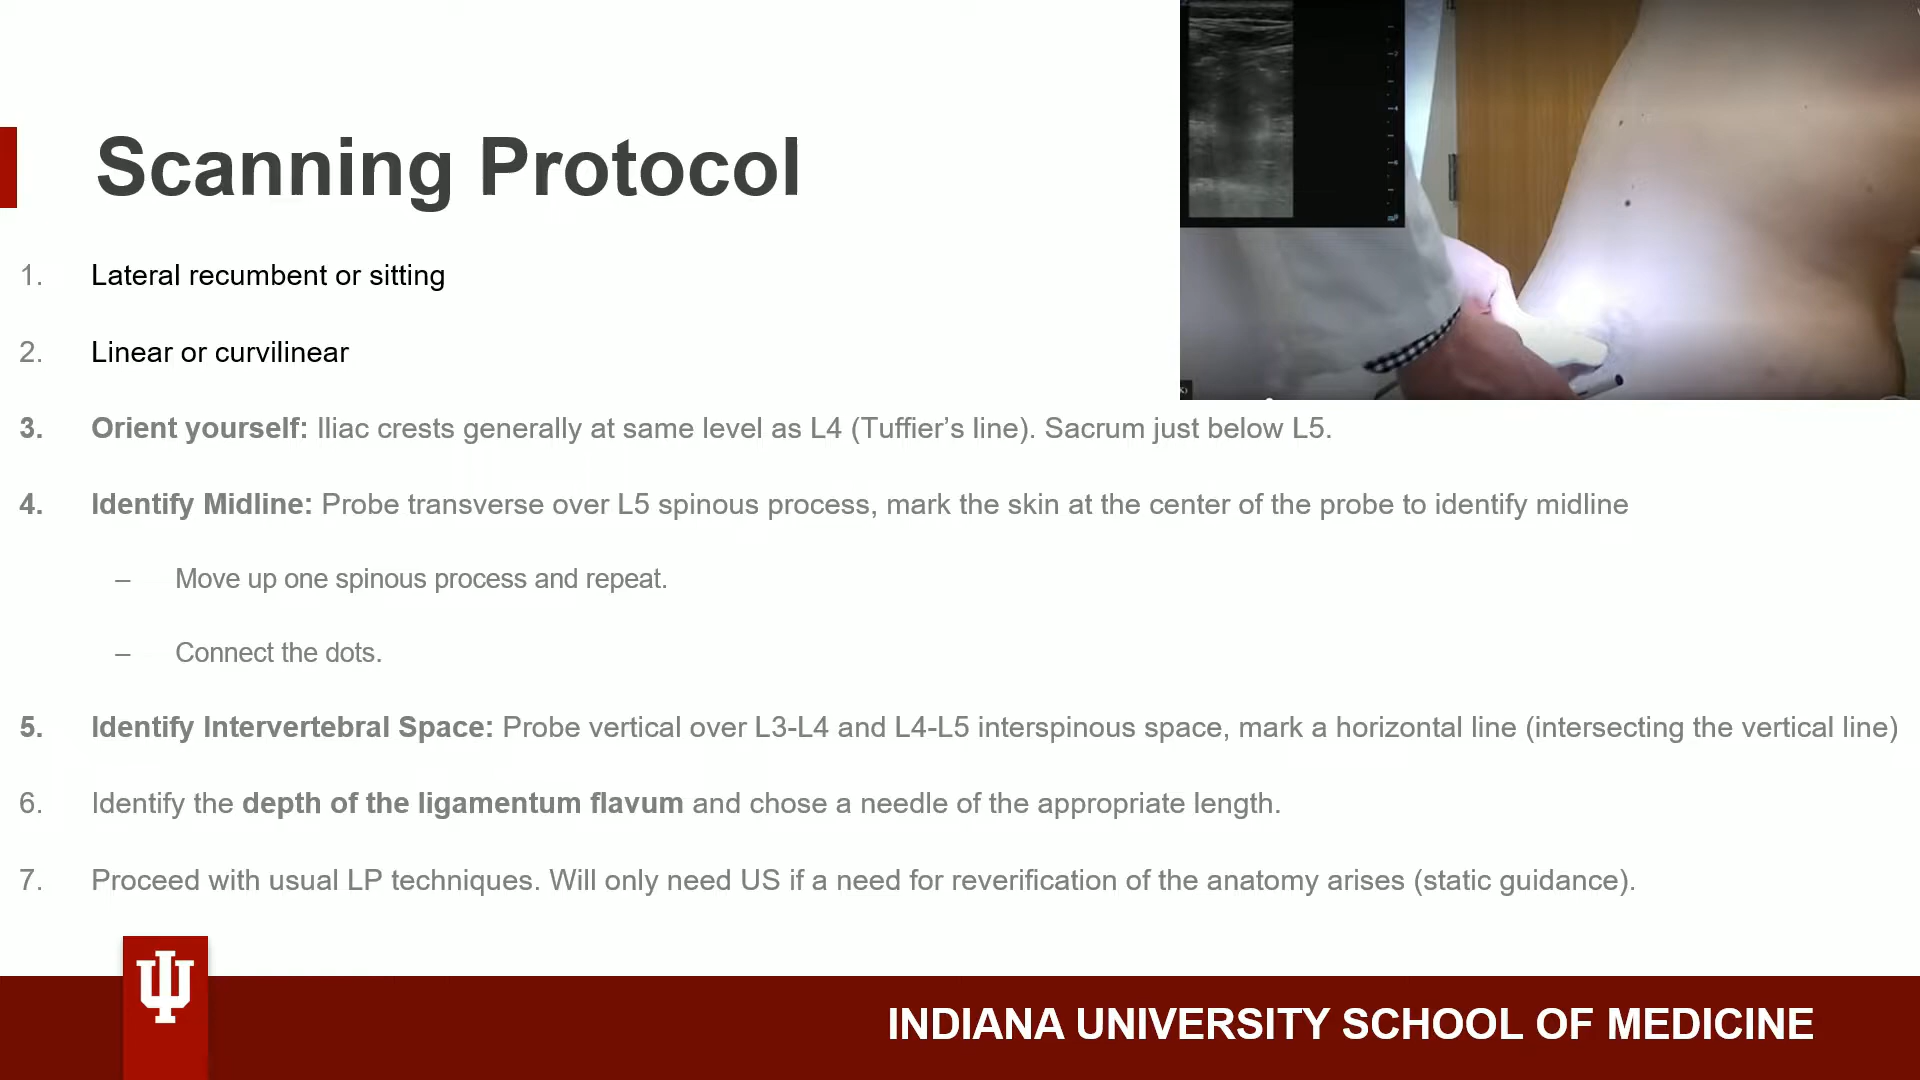 Scanning Protocol
1. Lateral recumbent or sitting
2. Linear or curvilinear
3. Orient yourself: Iliac crests generally at same level as L4 (Tuffier’s line). Sacrum just below L5.
4. Identify Midline: Probe transverse over L5 spinous process, mark the skin at the center of the probe to identify midline
– Move up one spinous process and repeat.
– Connect the dots.
5. Identify Intervertebral Space: Probe vertical over L3-L4 and L4-L5 interspinous space, mark a horizontal line (intersecting the vertical line)
6. Identify the depth of the ligamentum flavum and chose a needle of the appropriate length.
7. Proceed with usual LP techniques. Will only need US if a need for reverification of the anatomy arises (static guidance).
INDIANA UNIVERSITY SCHOOL OF MEDICINE